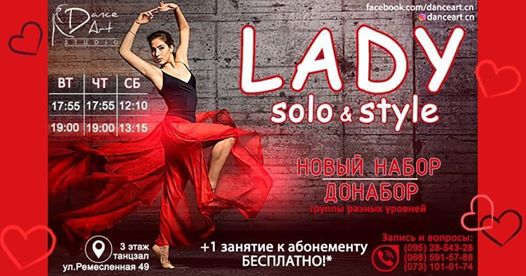 Dance
Art
STUDIO
facebook.com/danceart.cn
danceart.cn
LADY
solo & style
ВТ ЧТ СБ
17:55 17:55 12:10
19:00 19:00 13:15
НОВЫЙ НАБОР
ДОНАБОР
группы разных уровней
3 этаж
танцзал
ул.Ремесленная 49
+1 занятие к абонементу
БЕСПЛАТНО!*
Запись и вопросы:
(095) 28-543-28
(068) 591-57-88
(073) 101-01-74